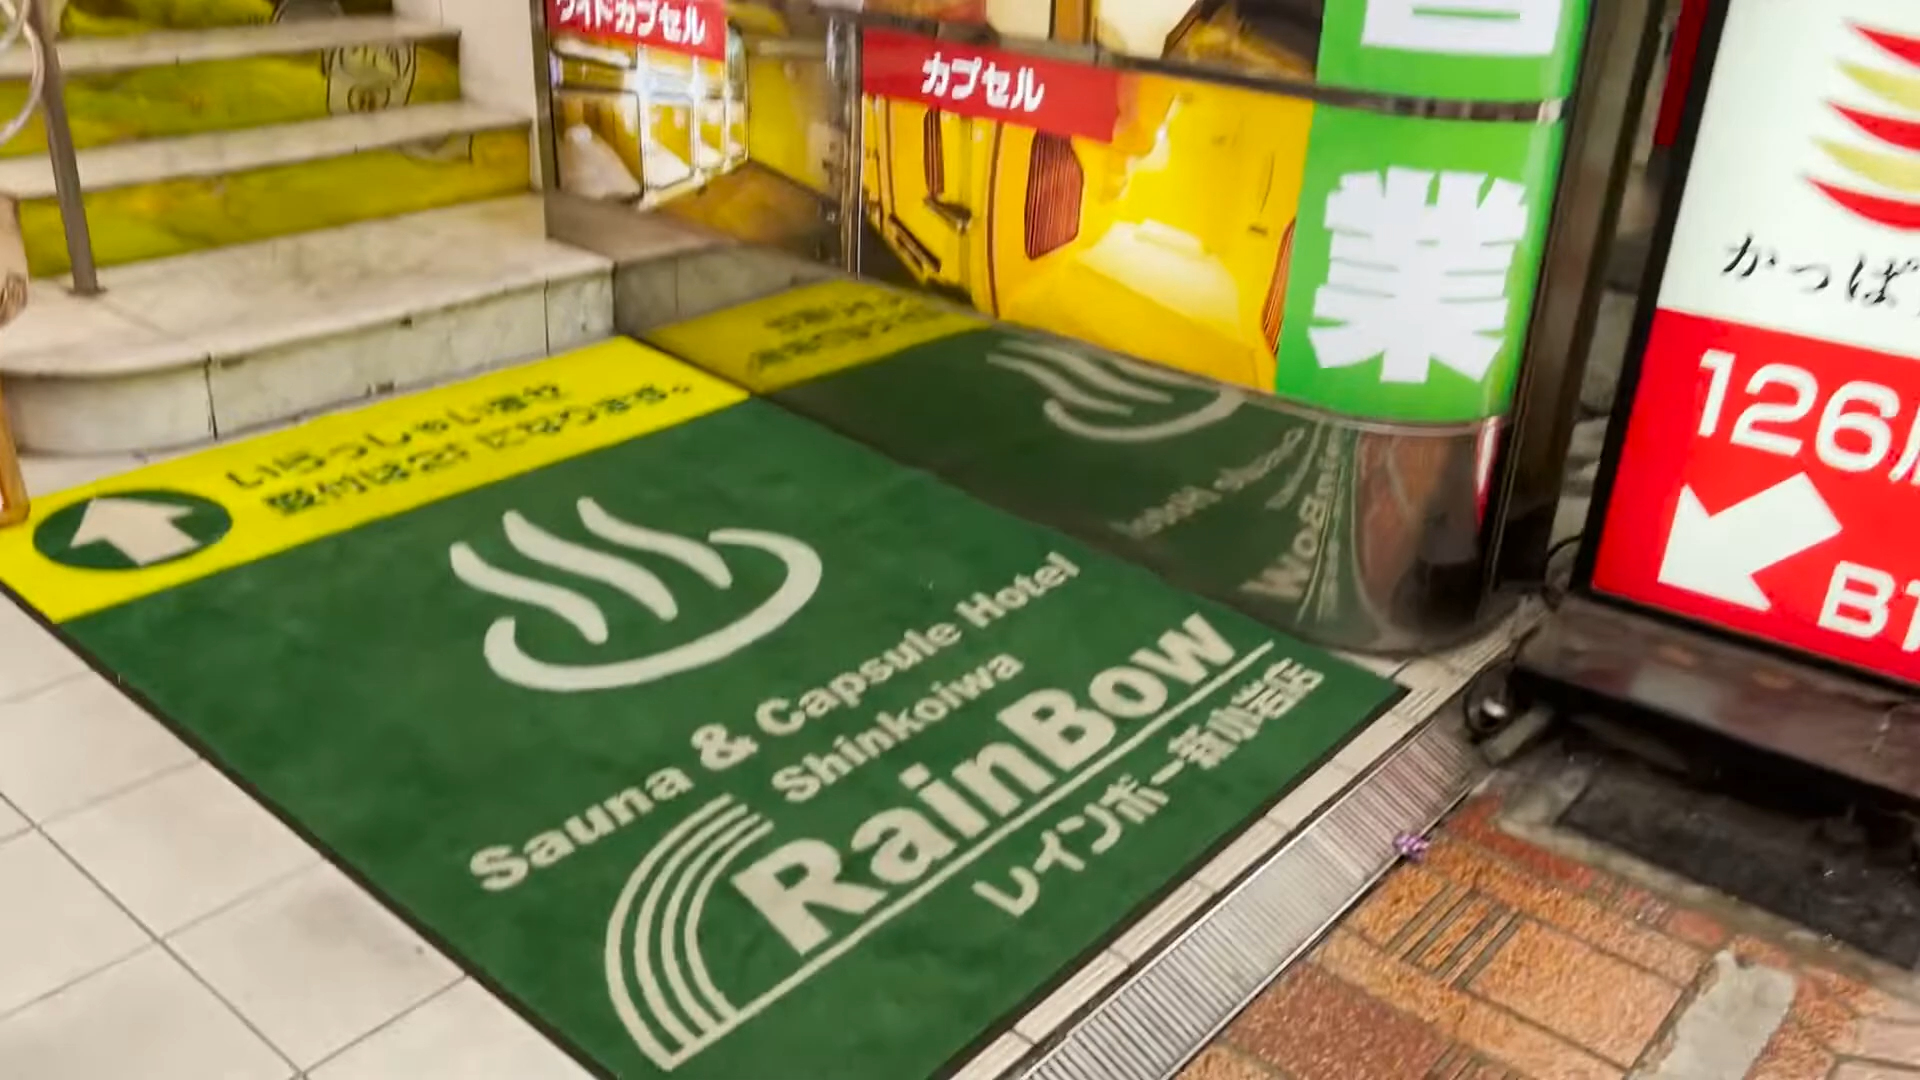 ワイドカプセル
カプセル
業
かっぱ
126
B1
いらっしゃいませ
受付は2Fになります。
Sauna & Capsule Hotel
Shinkoiwa
RainBow
レインボー新小岩店